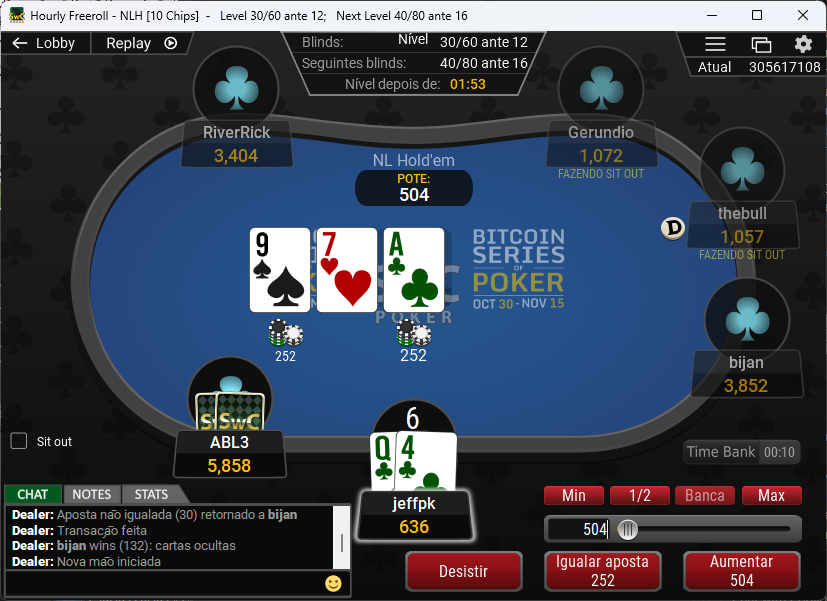 Hourly Freeroll - NLH [10 Chips] - Level 30/60 ante 12; Next Level 40/80 ante 16
Lobby
Replay
Blinds: Nível 30/60 ante 12
Seguintes blinds: 40/80 ante 16
Nível depois de: 01:53
Atual 305617108
RiverRick
3,404
Gerundio
1,072
FAZENDO SIT OUT
NL Hold'em
POTE:
504
thebull
1,057
FAZENDO SIT OUT
D
9
7
A
BITCOIN
SERIES
OF
POKER
OCT 30 - NOV 15
POKER
252
252
bijan
3,852
SwC
ABL3
5,858
6
Q
4
jeffpk
636
Sit out
Time Bank 00:10
CHAT NOTES STATS
Dealer: Aposta não igualada (30) retornado a bijan
Dealer: Transação feita
Dealer: bijan wins (132): cartas ocultas
Dealer: Nova mão iniciada
Min 1/2 Banca Max
504
Desistir
Igualar aposta
252
Aumentar
504